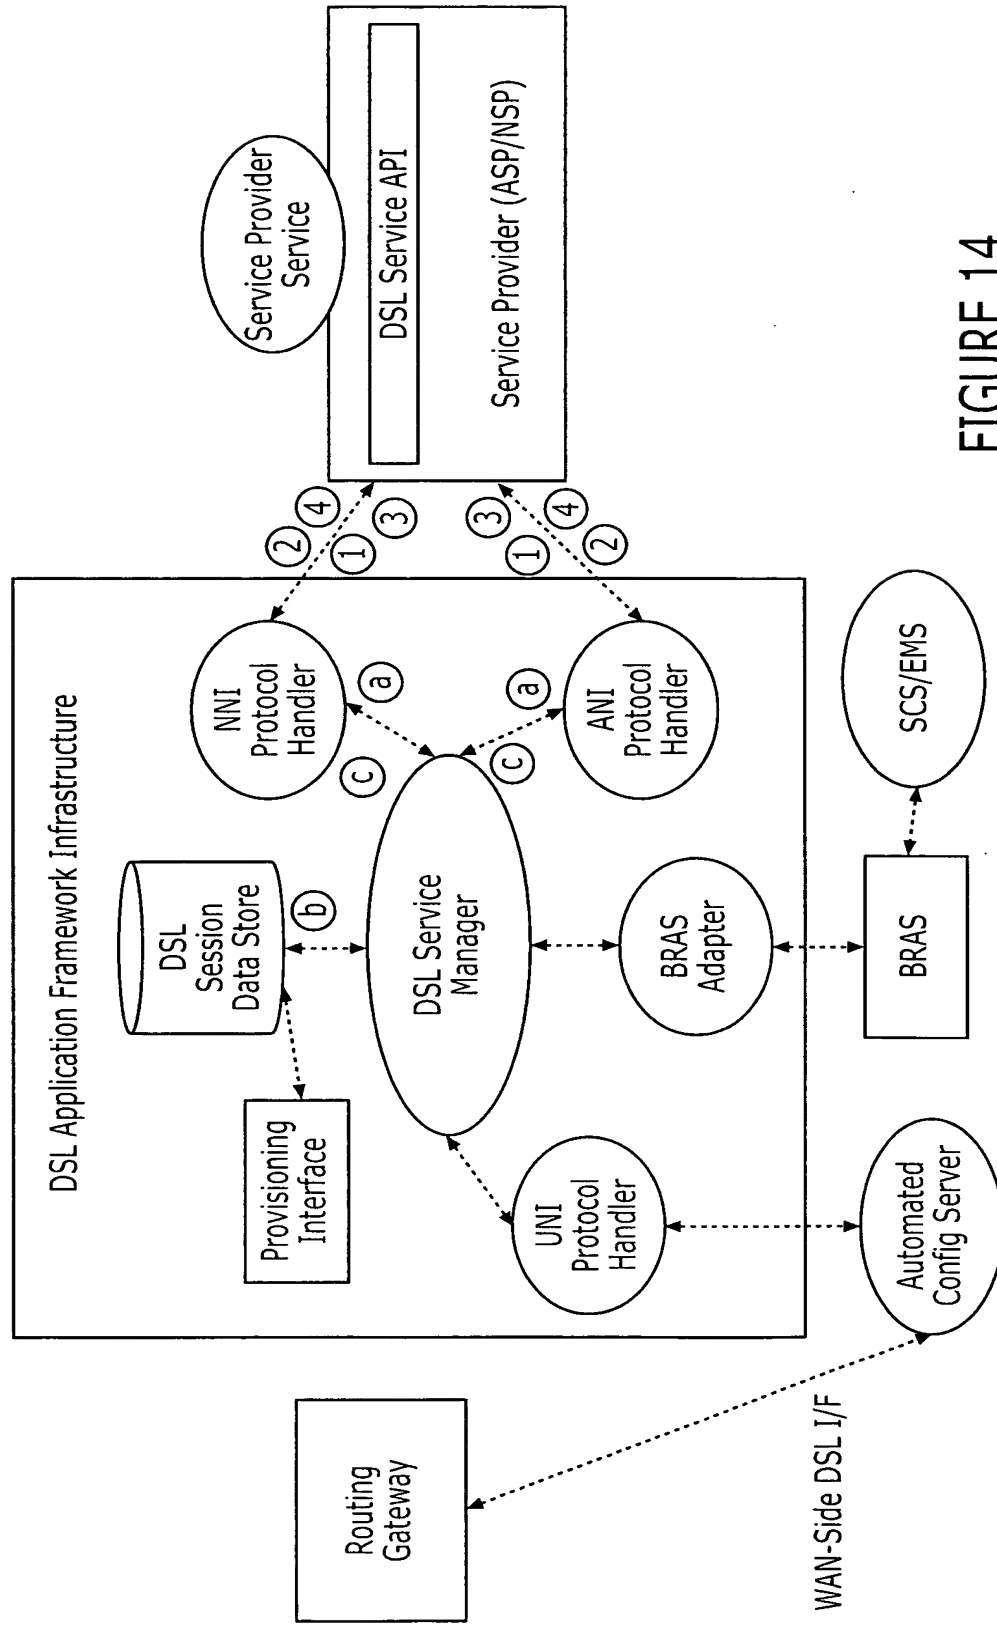 DSL Application Framework Infrastructure
Provisioning
Interface
DSL
Session
Data Store
b
NNI
Protocol
Handler
a
c
DSL Service
Manager
a
c
UNI
Protocol
Handler
BRAS
Adapter
ANI
Protocol
Handler
2
4
1
3
3
1
4
2
Service Provider
Service
DSL Service API
Service Provider (ASP/NSP)
Routing
Gateway
WAN-Side DSL I/F
Automated
Config Server
BRAS
SCS/EMS
FIGURE 14